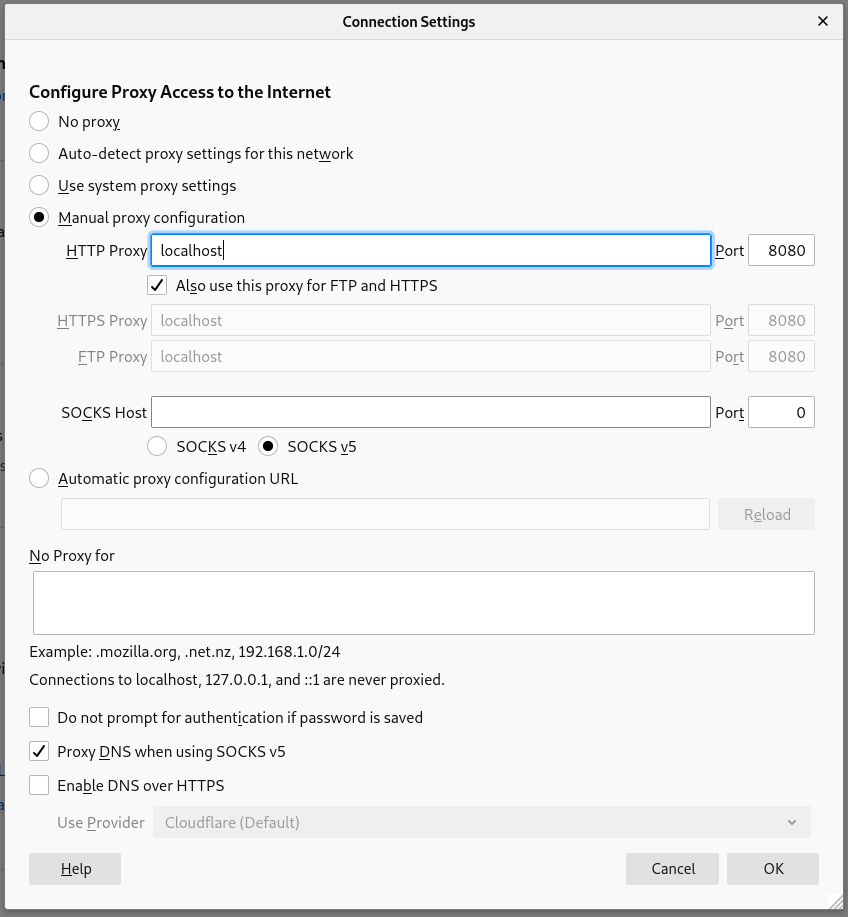 Connection Settings
Configure Proxy Access to the Internet
No proxy
Auto-detect proxy settings for this network
Use system proxy settings
Manual proxy configuration
HTTP Proxy localhost Port 8080
Also use this proxy for FTP and HTTPS
HTTPS Proxy localhost Port 8080
FTP Proxy localhost Port 8080
SOCKS Host Port 0
SOCKS v4 SOCKS v5
Automatic proxy configuration URL
Reload
No Proxy for
Example: .mozilla.org, .net.nz, 192.168.1.0/24
Connections to localhost, 127.0.0.1, and ::1 are never proxied.
Do not prompt for authentication if password is saved
Proxy DNS when using SOCKS v5
Enable DNS over HTTPS
Use Provider Cloudflare (Default)
Help Cancel OK